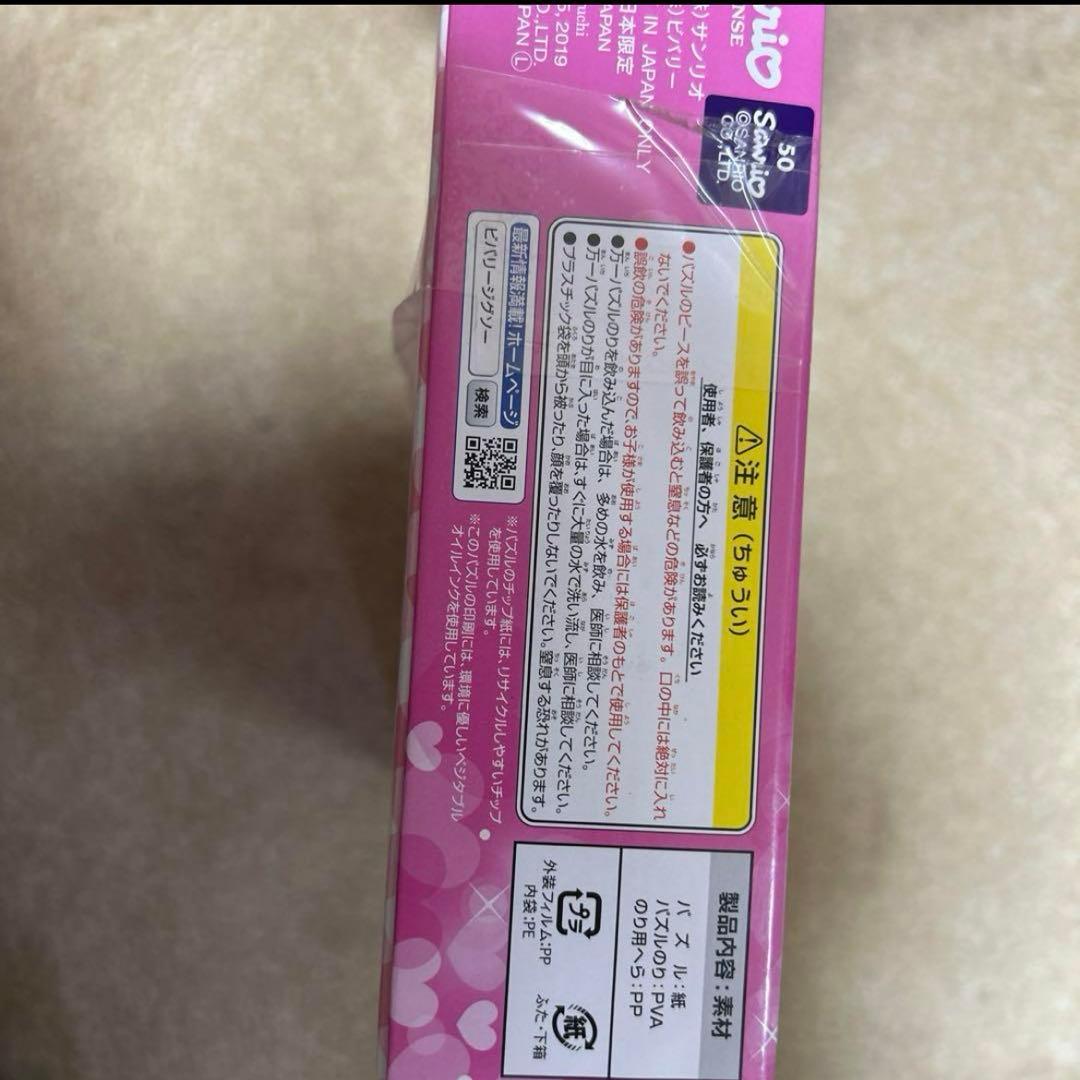 rio
NSE
サンリオ
ビバリー
IN JAPAN ONLY
日本限定
APAN
uchi
5, 2019
O.,LTD.
PAN Ⓛ
50
Sanrio
©SANRIO
CO.,LTD.
⚠注意(ちゅうい)
使用者、保護者の方へ 必ずお読みください
●パズルのピースを誤って飲み込むと窒息などの危険があります。口の中には絶対に入れ
ないでください。
●誤飲の危険がありますので、お子様が使用する場合には保護者のもとで使用してください。
●万一パズルのりを飲み込んだ場合は、多めの水を飲み、医師に相談してください。
●万一パズルのりが目に入った場合は、すぐに大量の水で洗い流し、医師に相談してください。
●プラスチック袋を頭から被ったり、顔を覆ったりしないでください。窒息する恐れがあります。
最新情報満載!ホームページ
ビバリージグソー
検索
※パズルのチップ紙には、リサイクルしやすいチップ
を使用しています。
※このパズルの印刷には、環境に優しいベジタブル
オイルインクを使用しています。
製品内容:素材
パズル:紙
パズルのり:PVA
のり用へら:PP
プラ
外装フィルム:PP
内袋:PE
紙
ふた・下箱